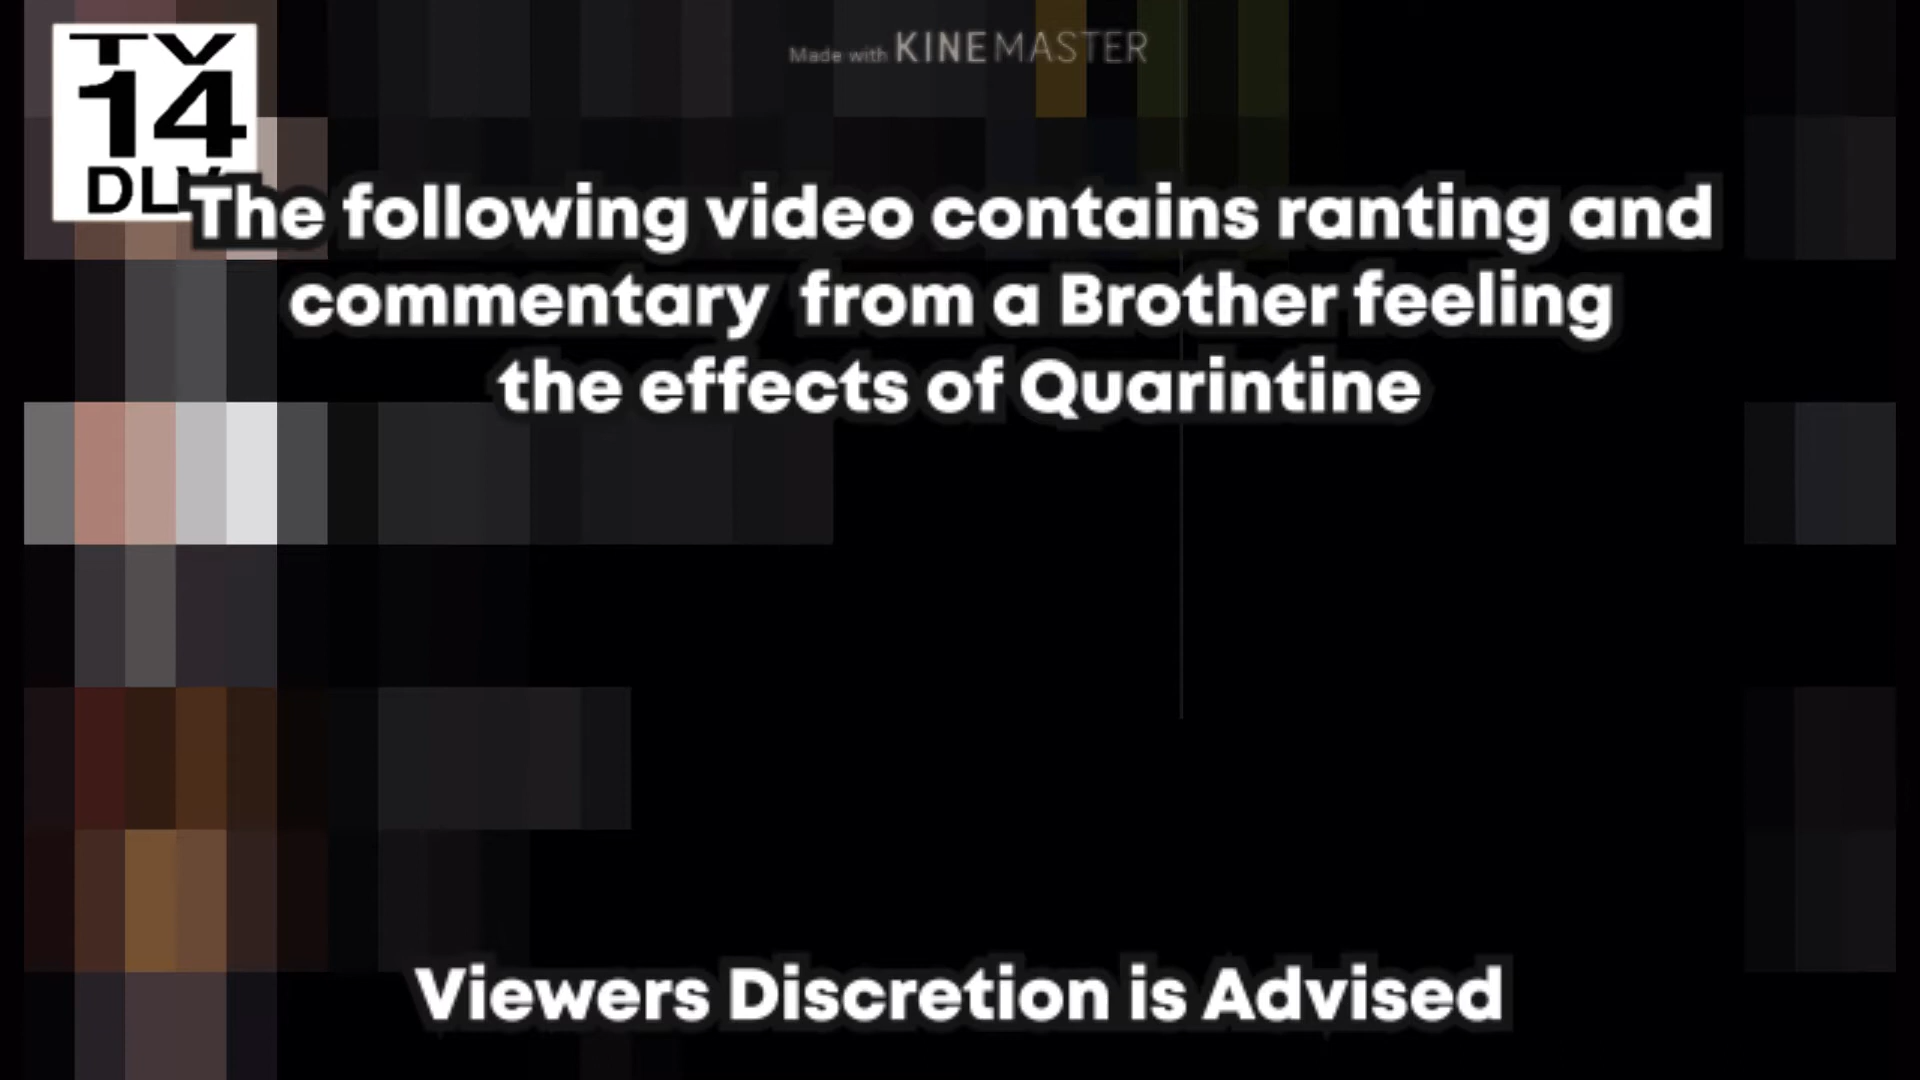 TV
14
DLV
Made with KINEMASTER
The following video contains ranting and
commentary  from a Brother feeling
the effects of Quarintine
Viewers Discretion is Advised